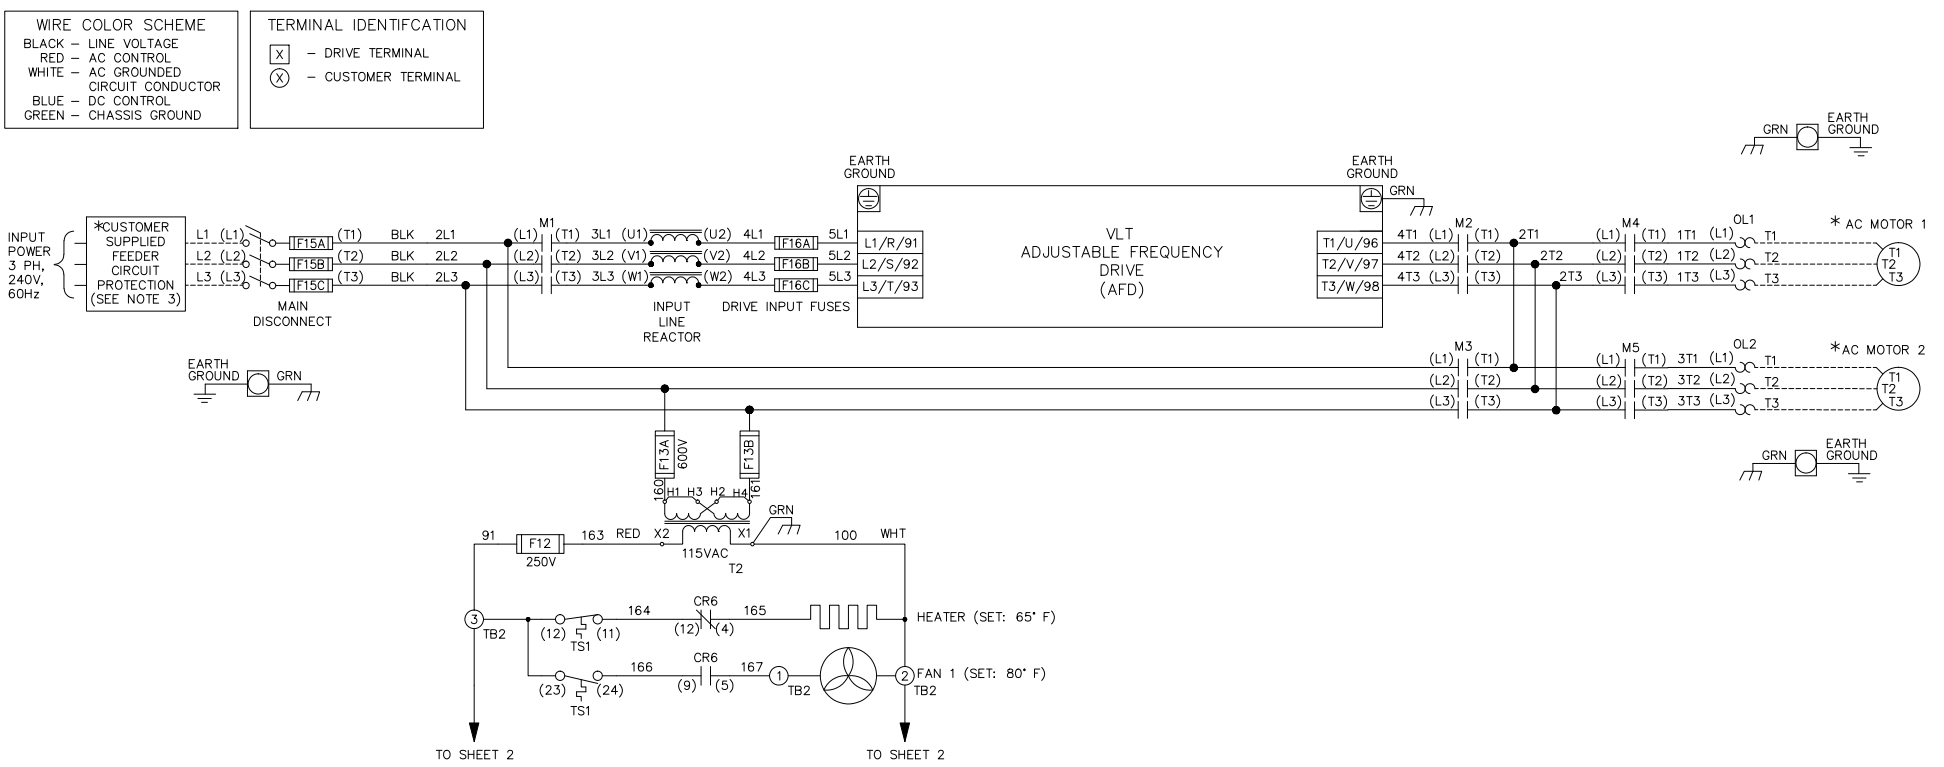 WIRE COLOR SCHEME
BLACK – LINE VOLTAGE
RED – AC CONTROL
WHITE – AC GROUNDED
CIRCUIT CONDUCTOR
BLUE – DC CONTROL
GREEN – CHASSIS GROUND
TERMINAL IDENTIFCATION
X – DRIVE TERMINAL
X – CUSTOMER TERMINAL
INPUT
POWER
3 PH,
240V,
60Hz
*CUSTOMER
SUPPLIED
FEEDER
CIRCUIT
PROTECTION
(SEE NOTE 3)
L1 (L1) F15A (T1) BLK 2L1
L2 (L2) F15B (T2) BLK 2L2
L3 (L3) F15C (T3) BLK 2L3
MAIN
DISCONNECT
M1
(L1) (T1) 3L1 (U1) (U2) 4L1 F16A 5L1
(L2) (T2) 3L2 (V1) (V2) 4L2 F16B 5L2
(L3) (T3) 3L3 (W1) (W2) 4L3 F16C 5L3
INPUT
LINE
REACTOR
DRIVE INPUT FUSES
EARTH
GROUND
L1/R/91
L2/S/92
L3/T/93
VLT
ADJUSTABLE FREQUENCY
DRIVE
(AFD)
EARTH
GROUND
GRN
T1/U/96
T2/V/97
T3/W/98
M2
4T1 (L1) (T1) 2T1
4T2 (L2) (T2) 2T2
4T3 (L3) (T3) 2T3
M4
(L1) (T1) 1T1 (L1) T1
(L2) (T2) 1T2 (L2) T2
(L3) (T3) 1T3 (L3) T3
OL1
* AC MOTOR 1
T1
T2
T3
GRN
EARTH
GROUND
EARTH
GROUND
GRN
M3
(L1) (T1)
(L2) (T2)
(L3) (T3)
M5
(L1) (T1) 3T1 (L1) T1
(L2) (T2) 3T2 (L2) T2
(L3) (T3) 3T3 (L3) T3
OL2
*AC MOTOR 2
T1
T2
T3
GRN
EARTH
GROUND
F13A
600V
F13B
160
161
H1 H3 H2 H4
GRN
91 F12 163 RED X2 X1 100 WHT
250V
115VAC
T2
3
TB2
(12) (11) 164 CR6 165
TS1
(12) (4)
HEATER (SET: 65° F)
(23) (24) 166 CR6 167 1
TS1
(9) (5)
TB2
2
TB2
FAN 1 (SET: 80° F)
TO SHEET 2
TO SHEET 2